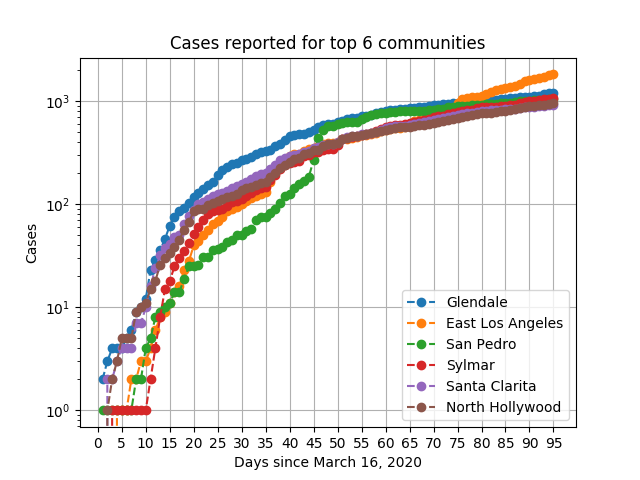 Cases reported for top 6 communities
Cases
10³
10²
10¹
10⁰
Glendale
East Los Angeles
San Pedro
Sylmar
Santa Clarita
North Hollywood
0 5 10 15 20 25 30 35 40 45 50 55 60 65 70 75 80 85 90 95
Days since March 16, 2020